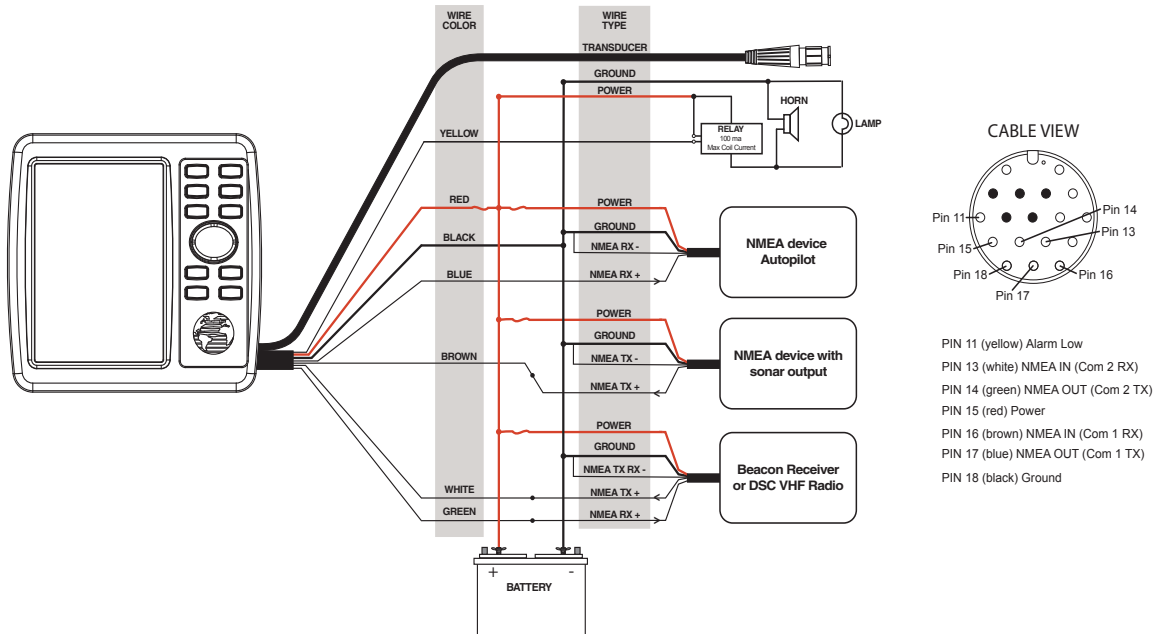 WIRE
COLOR
WIRE
TYPE
TRANSDUCER
GROUND
POWER
HORN
LAMP
YELLOW
RELAY
100 ma
Max Coil Current
RED
POWER
BLACK
GROUND
NMEA RX -
BLUE
NMEA RX +
NMEA device
Autopilot
POWER
GROUND
BROWN
NMEA TX -
NMEA TX +
NMEA device with
sonar output
POWER
GROUND
NMEA TX RX -
WHITE
NMEA TX +
GREEN
NMEA RX +
Beacon Receiver
or DSC VHF Radio
+
-
BATTERY
CABLE VIEW
Pin 11
Pin 14
Pin 13
Pin 15
Pin 18
Pin 16
Pin 17
PIN 11 (yellow) Alarm Low
PIN 13 (white) NMEA IN (Com 2 RX)
PIN 14 (green) NMEA OUT (Com 2 TX)
PIN 15 (red) Power
PIN 16 (brown) NMEA IN (Com 1 RX)
PIN 17 (blue) NMEA OUT (Com 1 TX)
PIN 18 (black) Ground